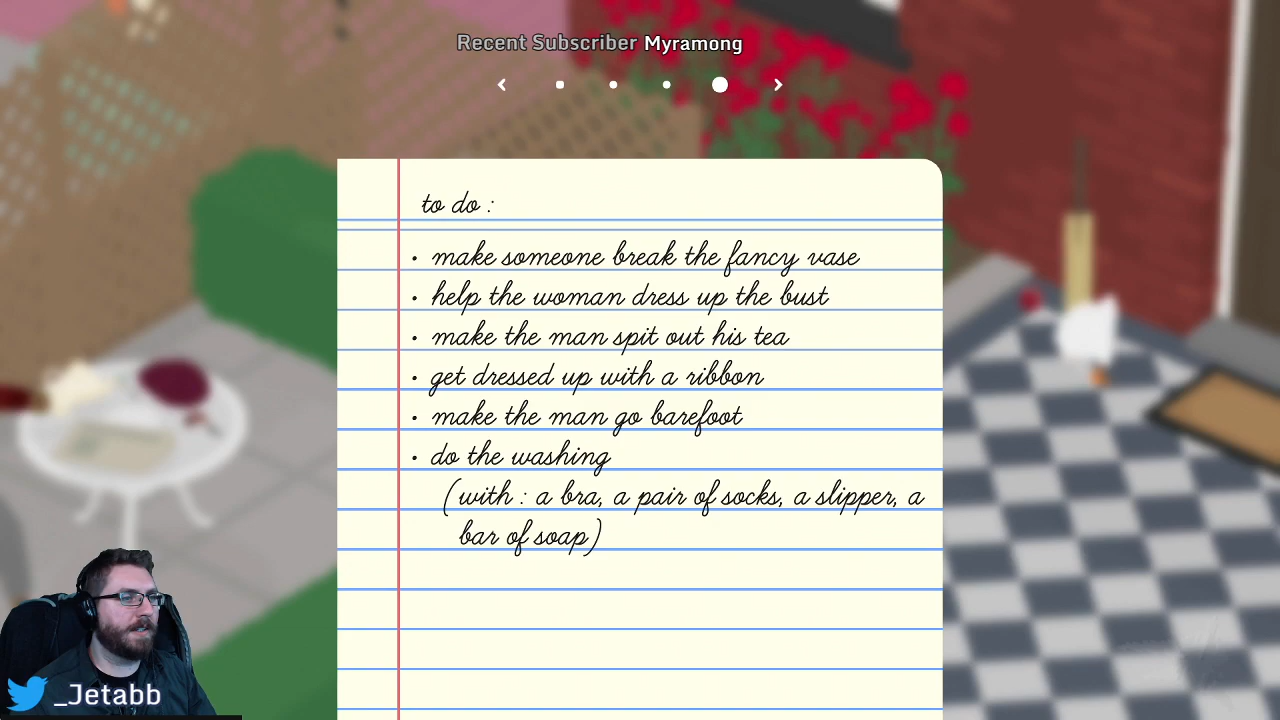 Recent Subscriber Myramong
to do :
• make someone break the fancy vase
• help the woman dress up the bust
• make the man spit out his tea
• get dressed up with a ribbon
• make the man go barefoot
• do the washing
(with : a bra, a pair of socks, a slipper, a
bar of soap)
_Jetabb